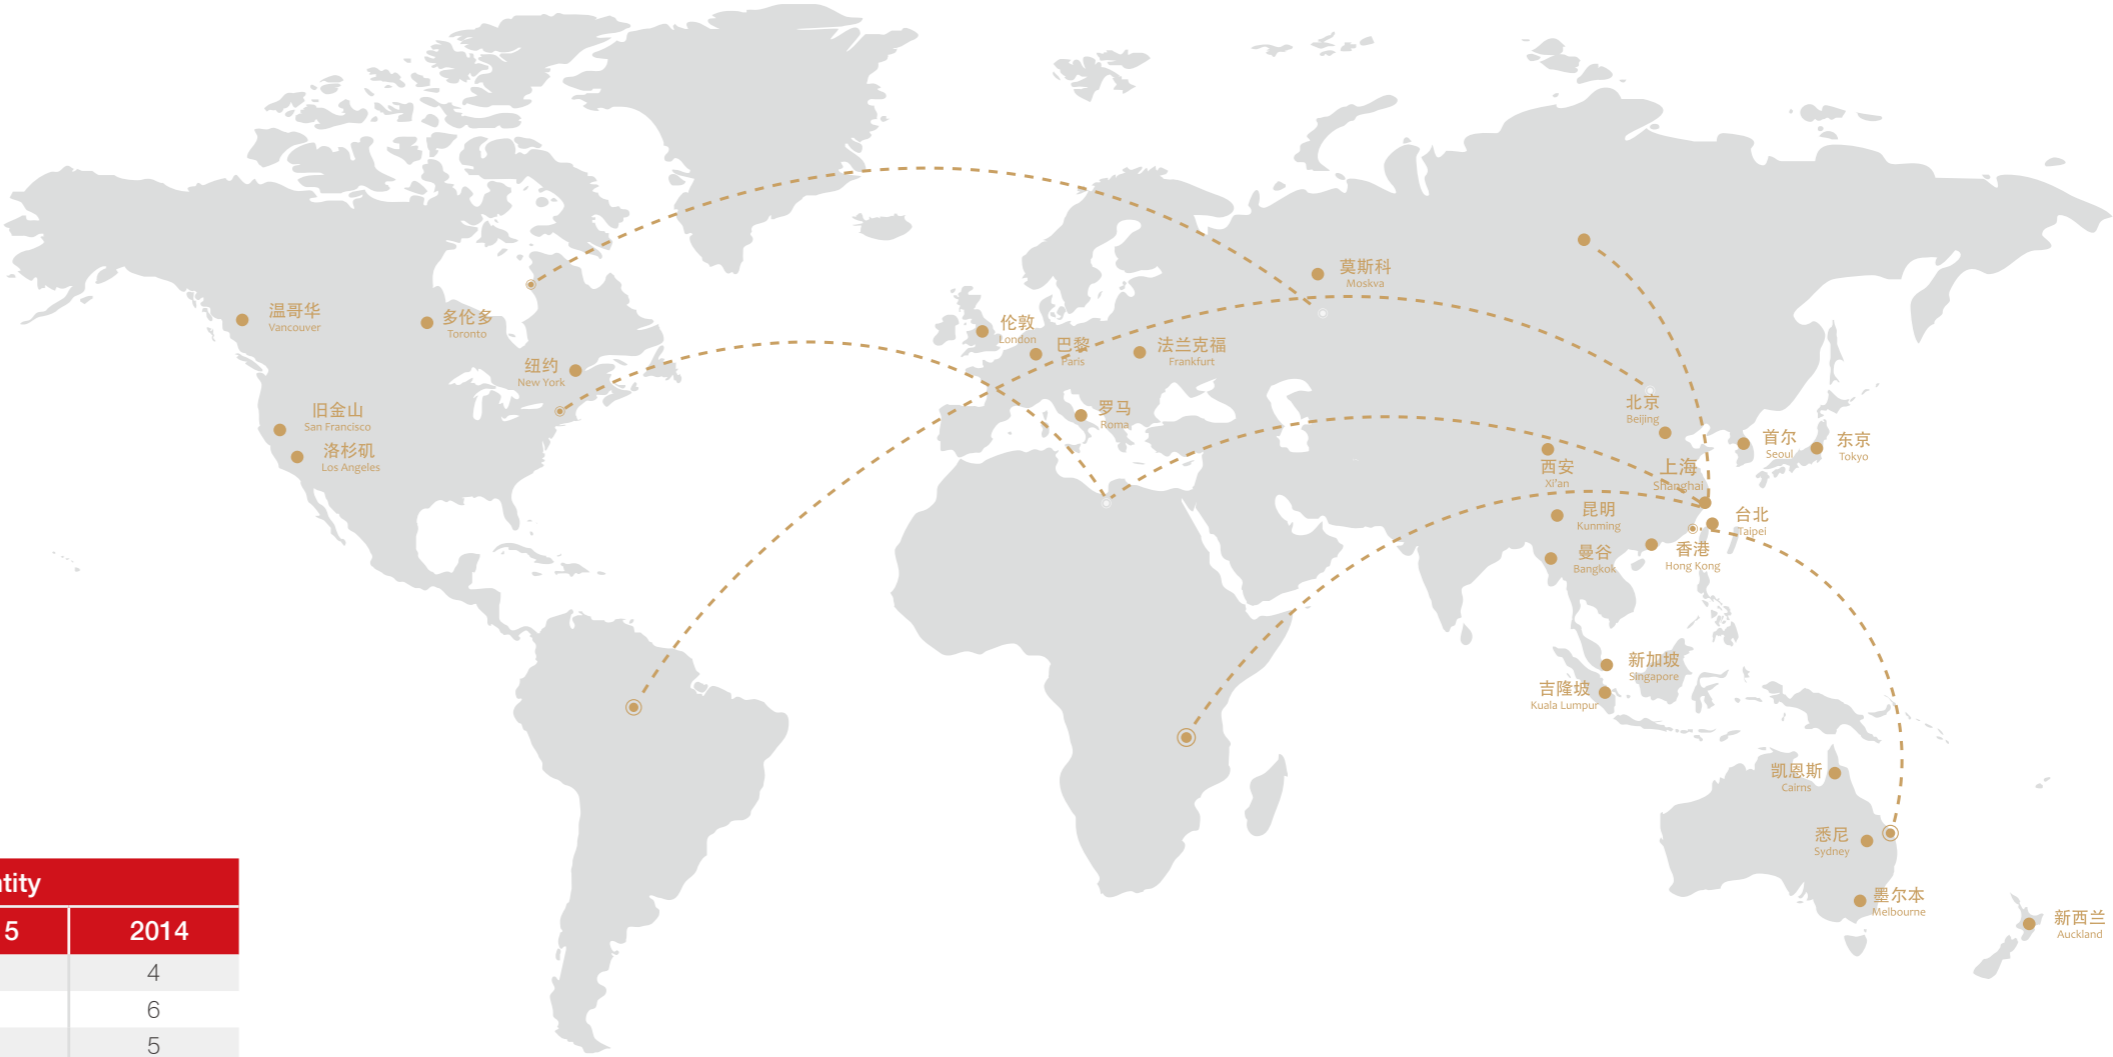 莫斯科
Moskva
温哥华
Vancouver
多伦多
Toronto
伦敦
London
巴黎
Paris
法兰克福
Frankfurt
纽约
New York
旧金山
San Francisco
罗马
Roma
北京
Beijing
洛杉矶
Los Angeles
首尔
Seoul
东京
Tokyo
西安
Xi'an
上海
Shanghai
昆明
Kunming
台北
Taipei
曼谷
Bangkok
香港
Hong Kong
新加坡
Singapore
吉隆坡
Kuala Lumpur
凯恩斯
Cairns
悉尼
Sydney
墨尔本
Melbourne
新西兰
Auckland
ntity
5 2014
4
6
5